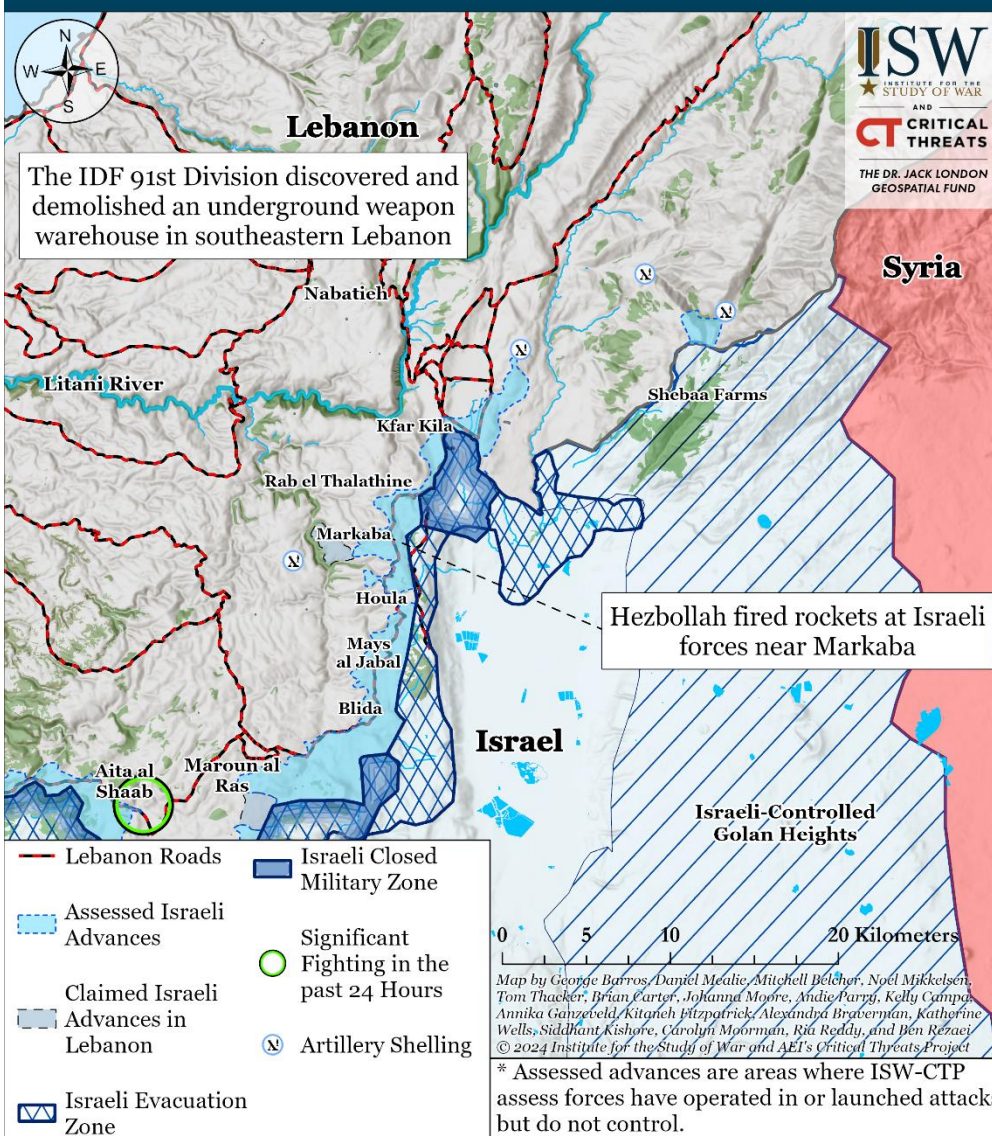 N
W
E
S
ISW
INSTITUTE FOR THE
STUDY OF WAR
AND
CT CRITICAL
THREATS
THE DR. JACK LONDON
GEOSPATIAL FUND
Lebanon
The IDF 91st Division discovered and
demolished an underground weapon
warehouse in southeastern Lebanon
Syria
Nabatieh
Litani River
Shebaa Farms
Kfar Kila
Rab el Thalathine
Markaba
Houla
Hezbollah fired rockets at Israeli
forces near Markaba
Mays
al Jabal
Blida
Israel
Aita al
Shaab
Maroun al
Ras
Israeli-Controlled
Golan Heights
Lebanon Roads
Assessed Israeli
Advances
Claimed Israeli
Advances in
Lebanon
Israeli Evacuation
Zone
Israeli Closed
Military Zone
Significant
Fighting in the
past 24 Hours
Artillery Shelling
0 5 10 20 Kilometers
Map by George Barros, Daniel Mealie, Mitchell Belcher, Noel Mikkelsen,
Tom Thacker, Brian Carter, Johanna Moore, Andie Parry, Kelly Campa,
Annika Ganzeveld, Kitaneh Fitzpatrick, Alexandra Braverman, Katherine
Wells, Siddhant Kishore, Carolyn Moorman, Ria Reddy, and Ben Rezaei
© 2024 Institute for the Study of War and AEI's Critical Threats Project
* Assessed advances are areas where ISW-CTP
assess forces have operated in or launched attacks
but do not control.